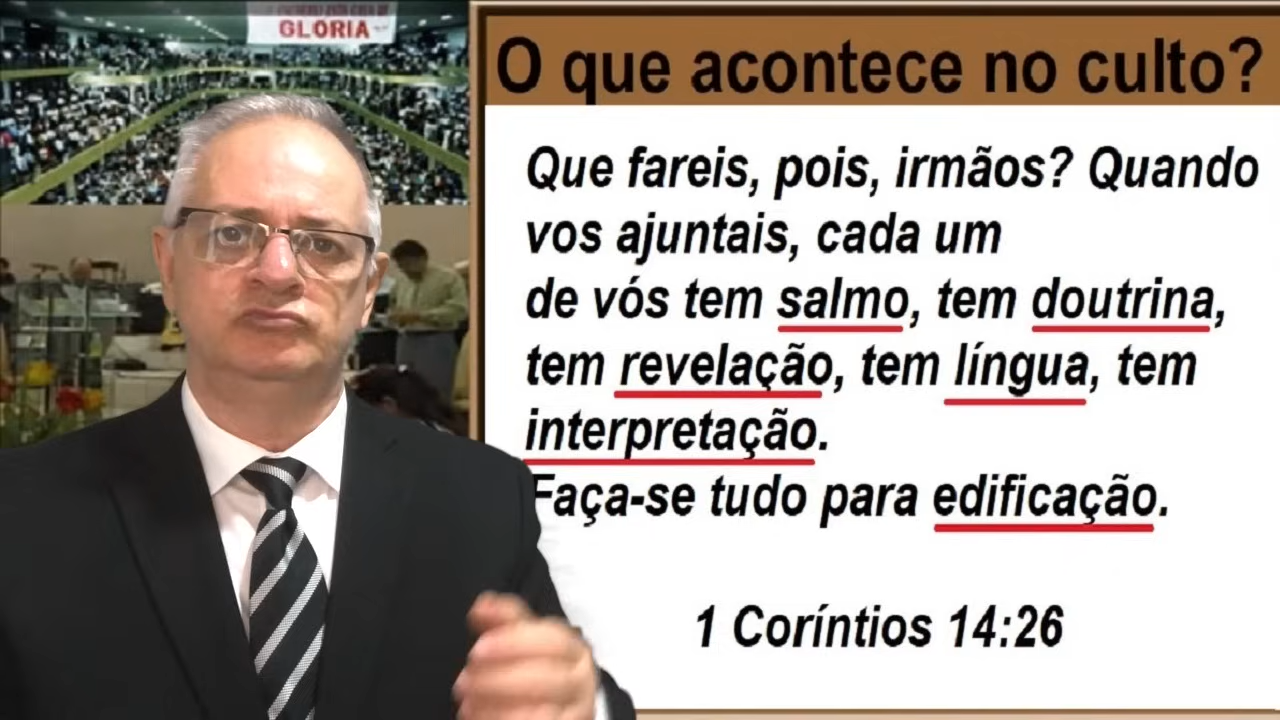 GLORIA
O que acontece no culto?
Que fareis, pois, irmãos? Quando
vos ajuntais, cada um
de vós tem salmo, tem doutrina,
tem revelação, tem língua, tem
interpretação.
Faça-se tudo para edificação.
1 Coríntios 14:26